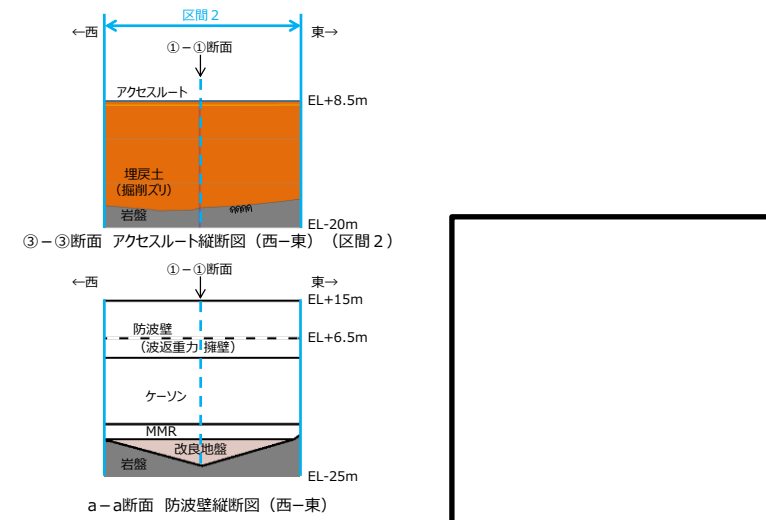 区間2
←西
東→
①-①断面
アクセスルート
EL+8.5m
埋戻土
(掘削ズリ)
岩盤
EL-20m
③-③断面 アクセスルート縦断図(西-東)(区間2)
①-①断面
←西
東→
EL+15m
防波壁
EL+6.5m
(波返重力擁壁)
ケーソン
MMR
改良地盤
岩盤
EL-25m
a-a断面 防波壁縦断図(西-東)